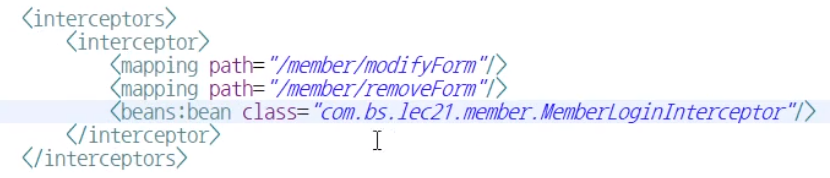 <interceptors>
<interceptor>
<mapping path="/member/modifyForm"/>
<mapping path="/member/removeForm"/>
<beans:bean class="com.bs.lec21.member.MemberLoginInterceptor"/>
</interceptor>
</interceptors>